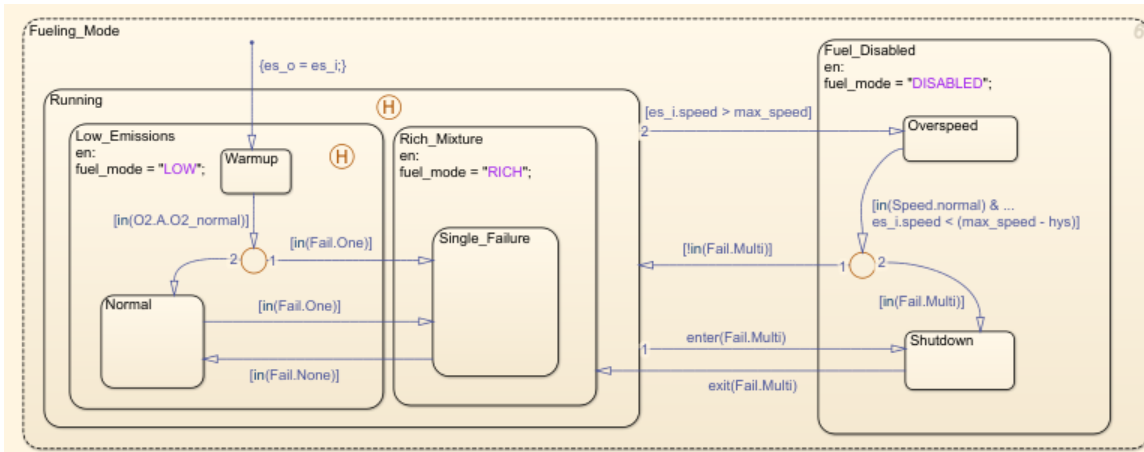 Fueling_Mode
6
{es_o = es_i;}
Fuel_Disabled
en:
fuel_mode = "DISABLED";
Running
H
[es_i.speed > max_speed]
2
Overspeed
Low_Emissions
en:
fuel_mode = "LOW";
Warmup
H
Rich_Mixture
en:
fuel_mode = "RICH";
[in(O2.A.O2_normal)]
[in(Speed.normal) & ...
es_i.speed < (max_speed - hys)]
Single_Failure
[in(Fail.One)]
2
1
[!in(Fail.Multi)]
1
2
Normal
[in(Fail.One)]
[in(Fail.Multi)]
1
enter(Fail.Multi)
Shutdown
[in(Fail.None)]
exit(Fail.Multi)